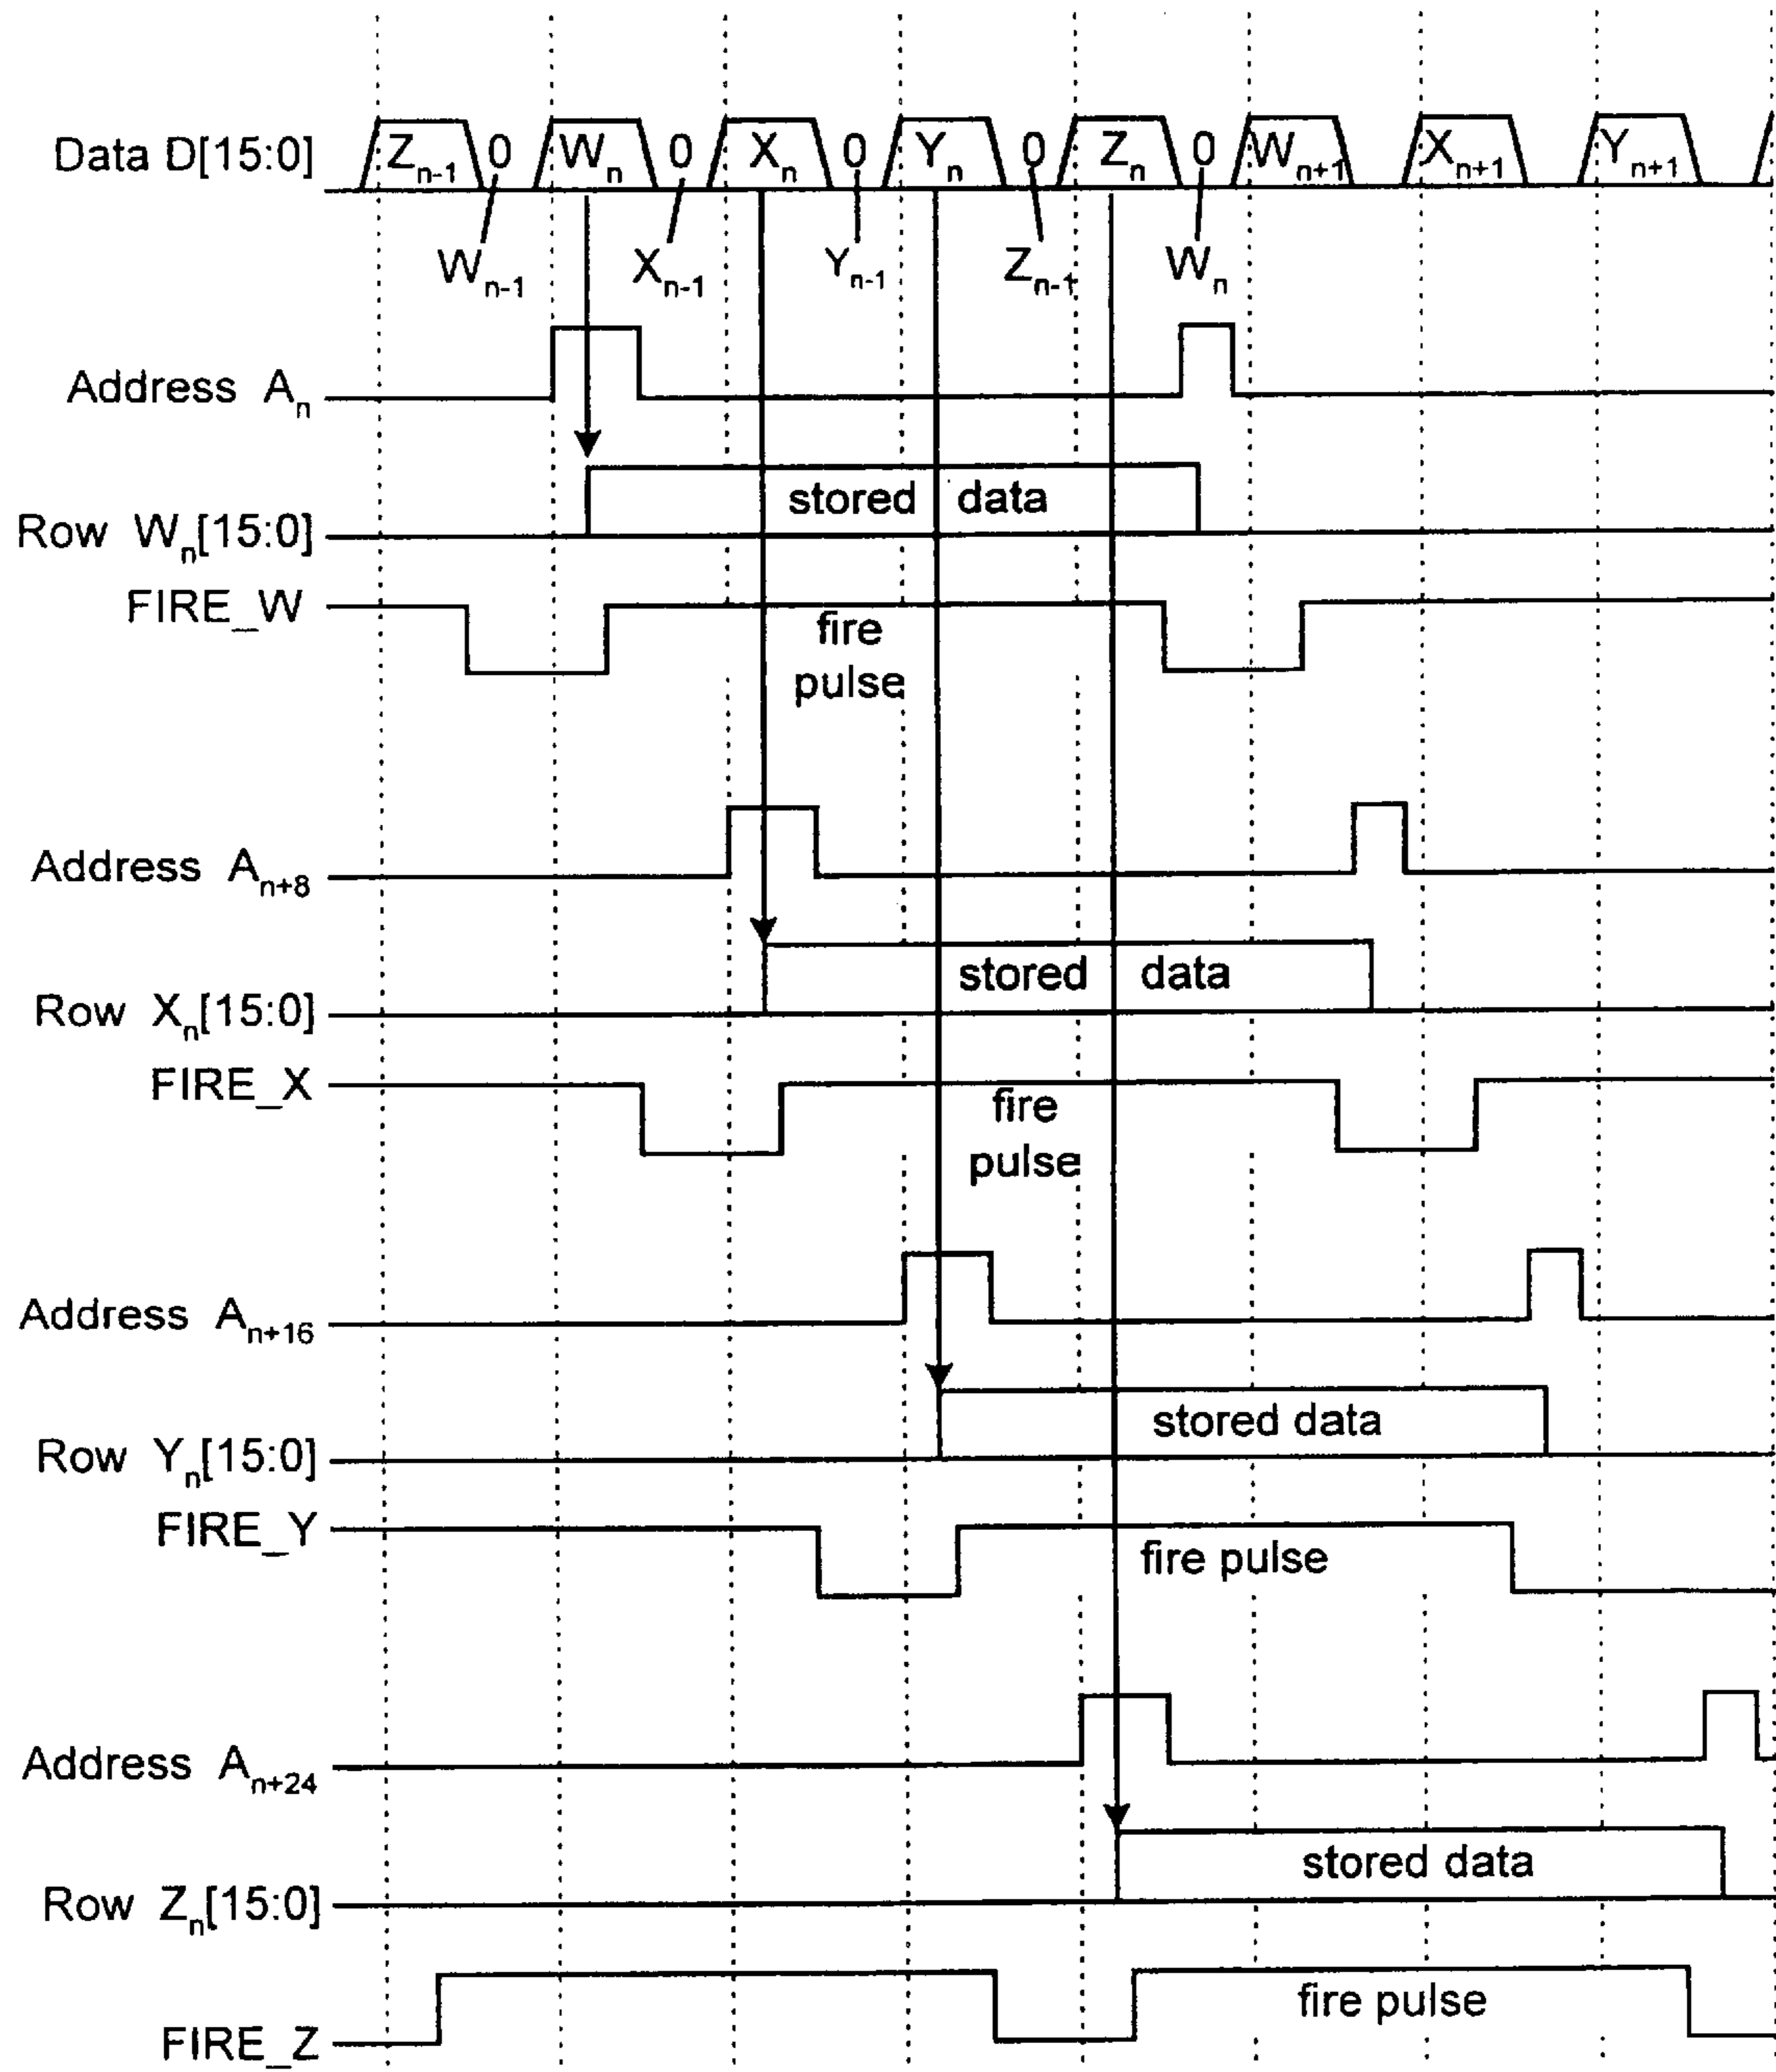 Data D[15:0] Zn-1 0 Wn 0 Xn 0 Yn 0 Zn 0 Wn+1 Xn+1 Yn+1
Wn-1 Xn-1 Yn-1 Zn-1 Wn
Address An
stored data
Row Wn[15:0]
FIRE_W
fire
pulse
Address An+8
stored data
Row Xn[15:0]
FIRE_X
fire
pulse
Address An+16
stored data
Row Yn[15:0]
FIRE_Y
fire pulse
Address An+24
stored data
Row Zn[15:0]
fire pulse
FIRE_Z